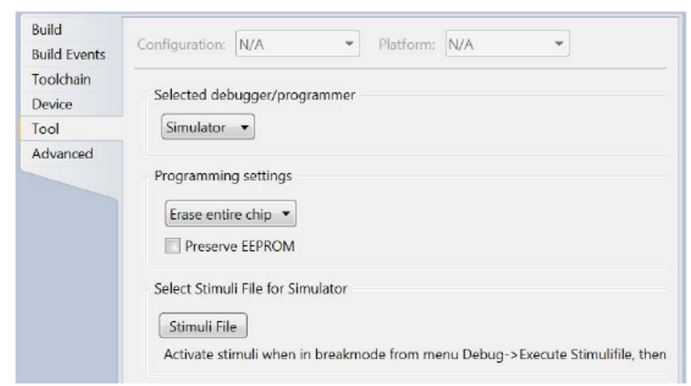 Build
Build Events
Toolchain
Device
Tool
Advanced
Configuration: N/A Platform: N/A
Selected debugger/programmer
Simulator
Programming settings
Erase entire chip
Preserve EEPROM
Select Stimuli File for Simulator
Stimuli File
Activate stimuli when in breakmode from menu Debug->Execute Stimulifile, then